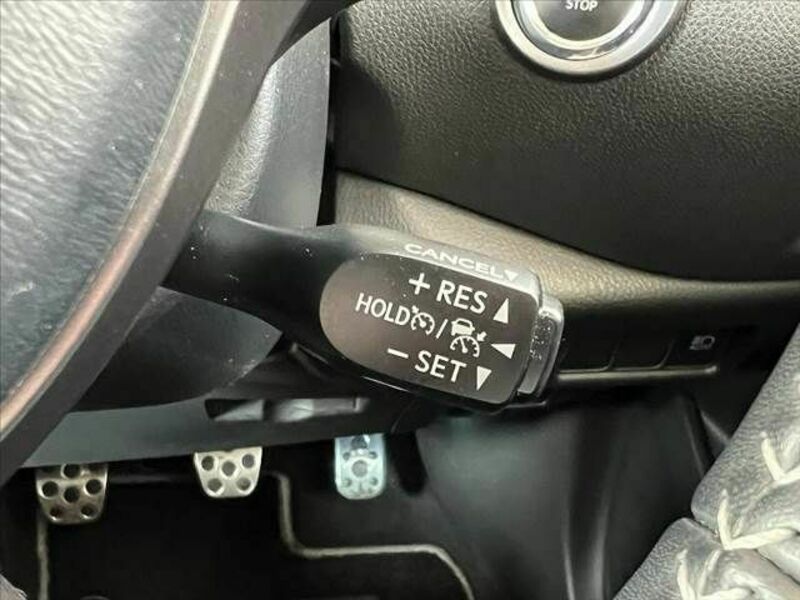 STOP
CANCEL▼
+ RES ▲
HOLD / ◀
− SET ▼